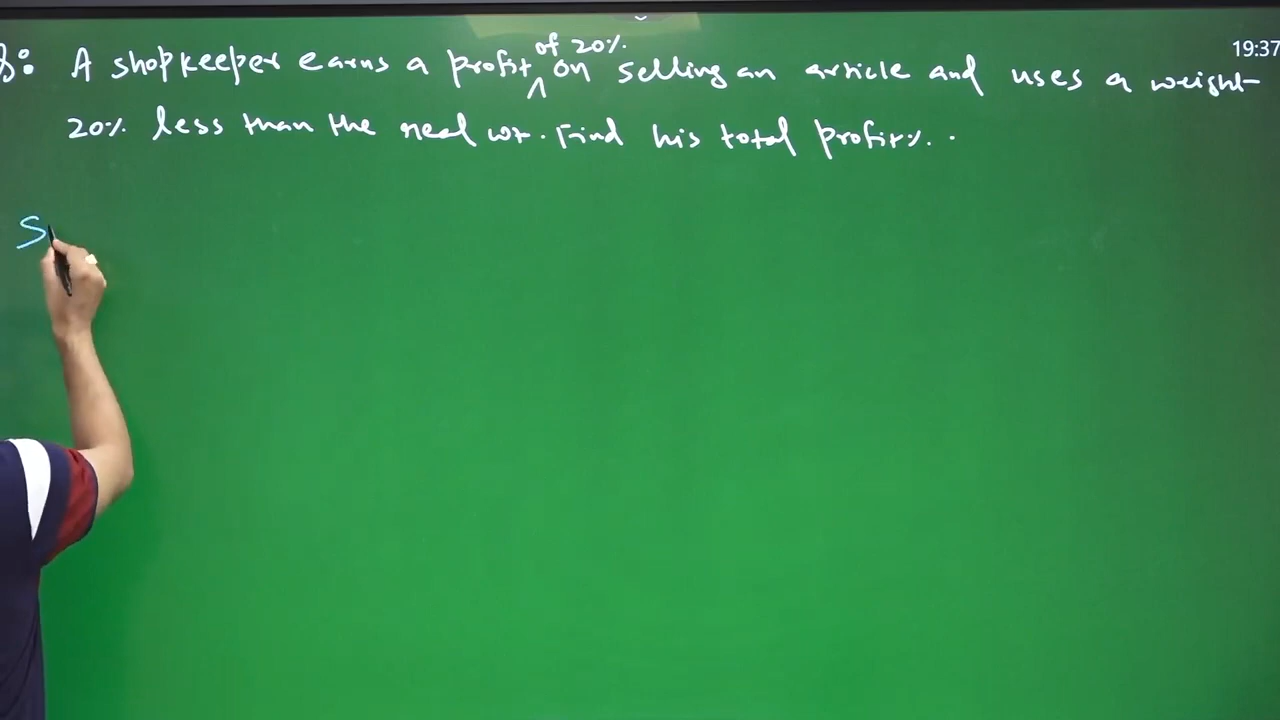 8: A shopkeeper earns a profit of 20% on selling an article and uses a weight
19:37
20% less than the real wt. Find his total profit%.
S